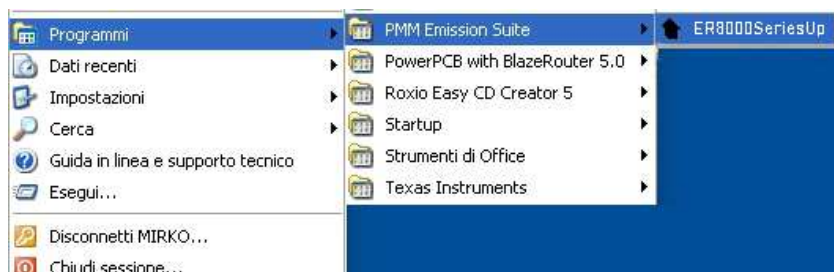 Programmi
Dati recenti
Impostazioni
Cerca
Guida in linea e supporto tecnico
Esegui...
Disconnetti MIRKO...
Chiudi sessione...
PMM Emission Suite
PowerPCB with BlazeRouter 5.0
Roxio Easy CD Creator 5
Startup
Strumenti di Office
Texas Instruments
ER8000SeriesUp